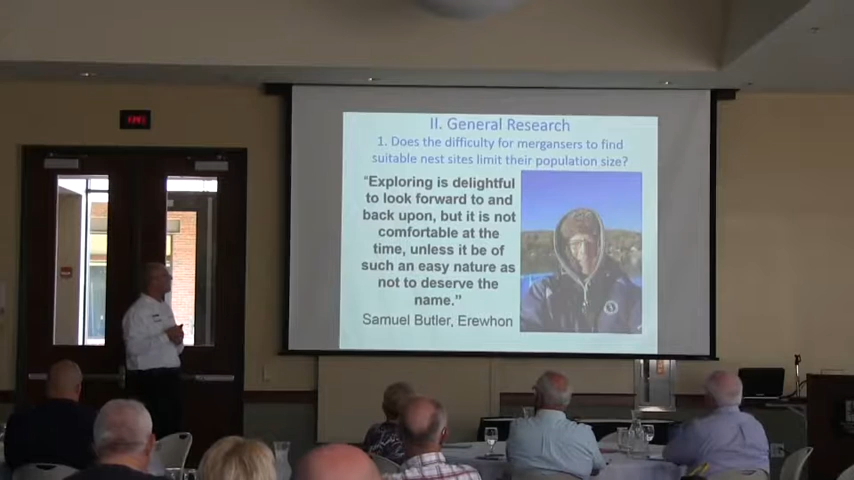 II. General Research
1. Does the difficulty for mergansers to find
suitable nest sites limit their population size?
"Exploring is delightful
to look forward to and
back upon, but it is not
comfortable at the
time, unless it be of
such an easy nature as
not to deserve the
name."
Samuel Butler, Erewhon